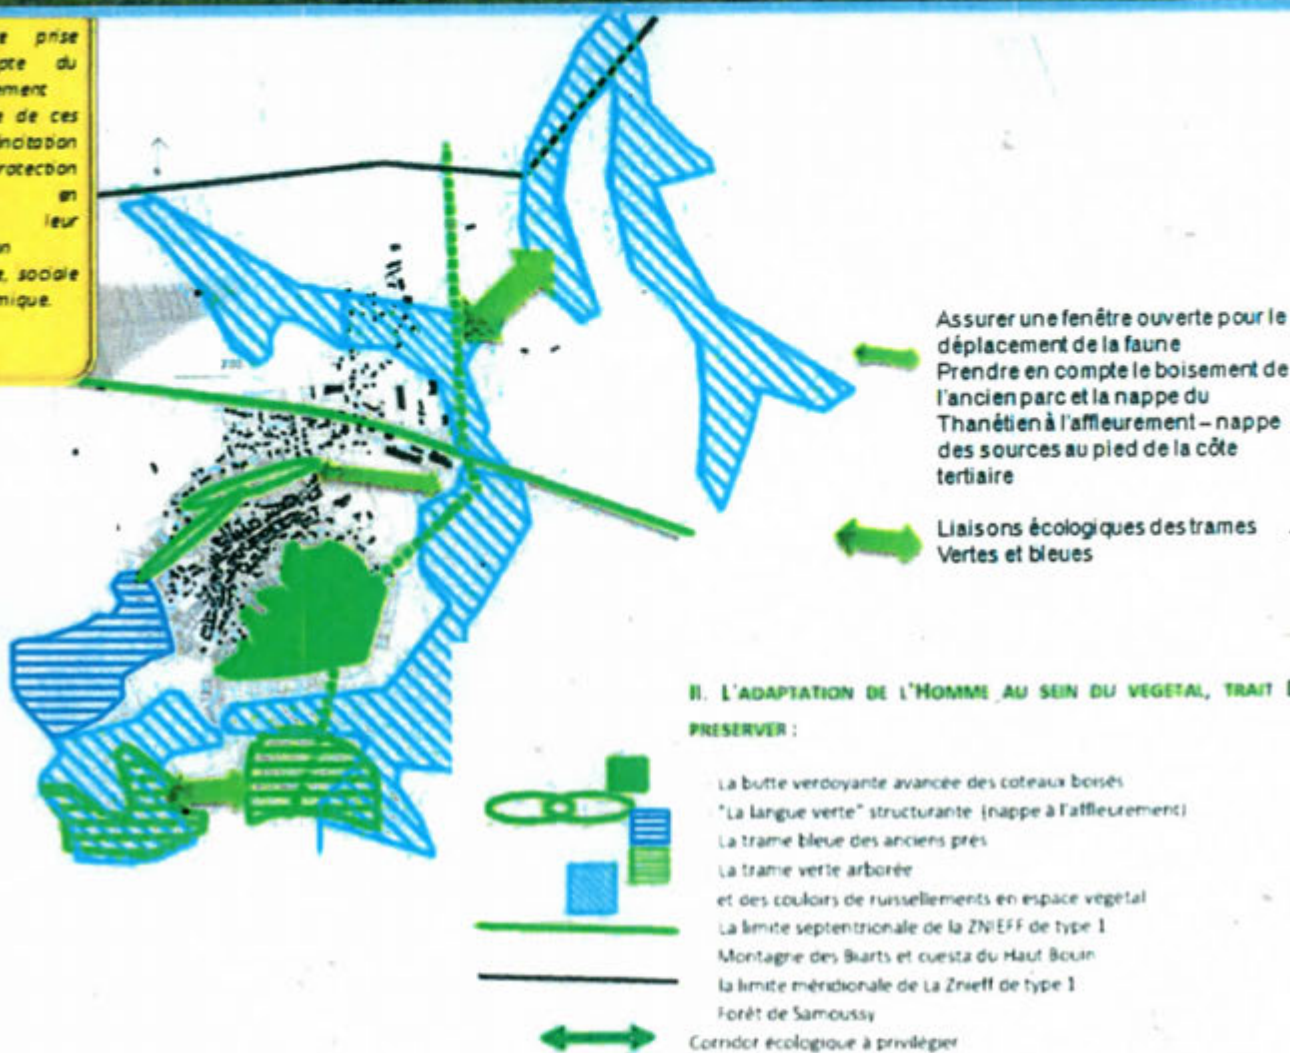 prise
du
de ces
en
leur
sociale
Assurer une fenêtre ouverte pour le
déplacement de la faune
Prendre en compte le boisement de
l'ancien parc et la nappe du
Thanétien à l'affleurement – nappe
des sources au pied de la côte
tertiaire
Liaisons écologiques des trames
Vertes et bleues
II. L'ADAPTATION DE L'HOMME AU SEIN DU VEGETAL, TRAIT
PRESERVER :
La butte verdoyante avancée des coteaux boisés
"La langue verte" structurante (nappe à l'affleurement)
La trame bleue des anciens prés
La trame verte arborée
et des couloirs de ruissellements en espace végétal
La limite septentrionale de la ZNIEFF de type 1
Montagne des Biarts et cuesta du Haut Bouin
la limite méridionale de La Znieff de type 1
Forêt de Samoussy
Corridor écologique à privilégier